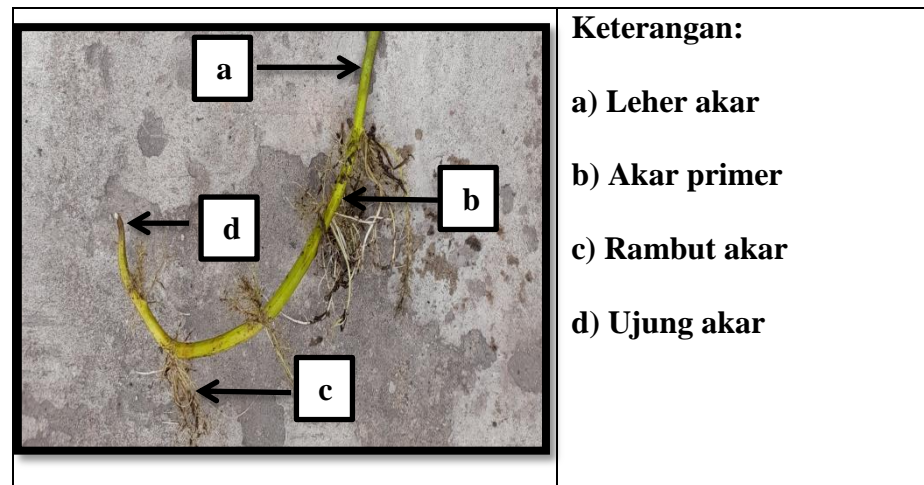 a
b
d
c
Keterangan:
a) Leher akar
b) Akar primer
c) Rambut akar
d) Ujung akar